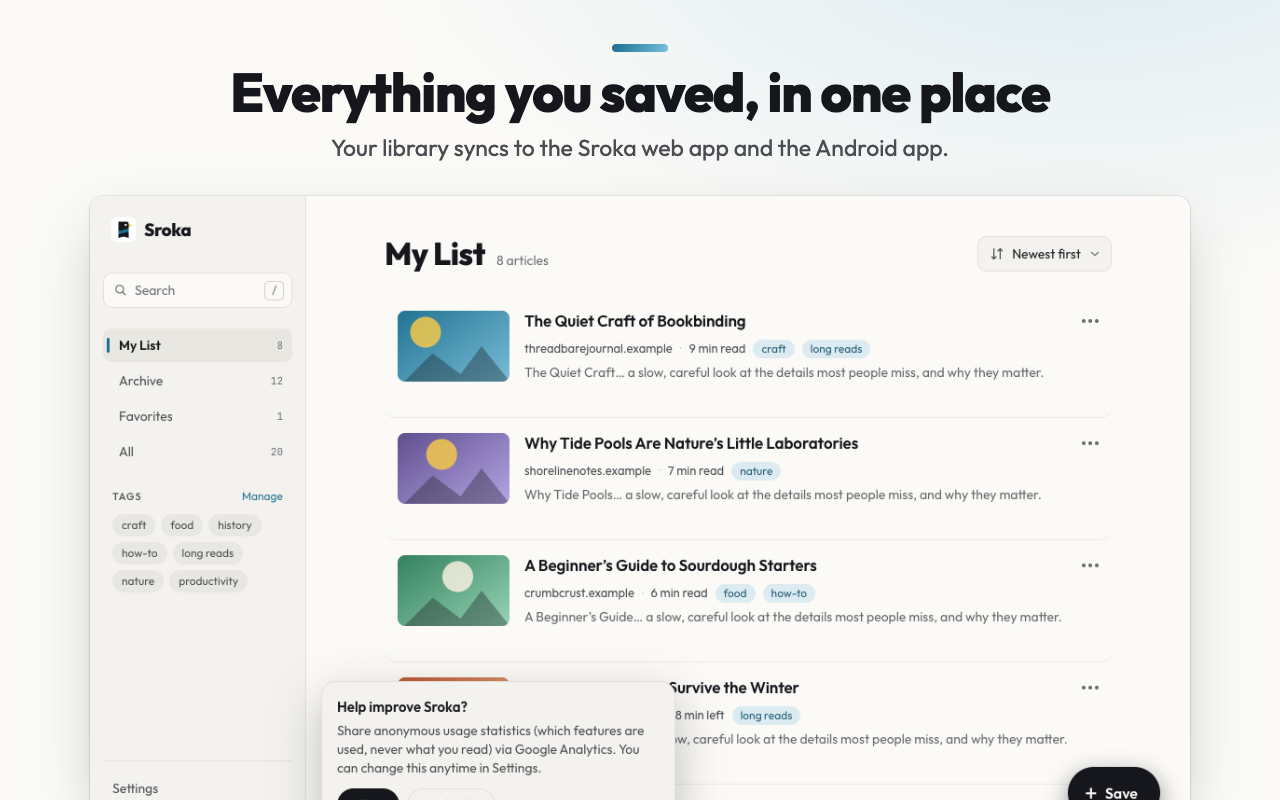 Everything you saved, in one place
Your library syncs to the Sroka web app and the Android app.
Sroka
Search /
My List 8
Archive 12
Favorites 1
All 20
TAGS Manage
craft food history
how-to long reads
nature productivity
Settings
My List 8 articles
Newest first
The Quiet Craft of Bookbinding
threadbarejournal.example · 9 min read craft long reads
The Quiet Craft... a slow, careful look at the details most people miss, and why they matter.
Why Tide Pools Are Nature's Little Laboratories
shorelinenotes.example · 7 min read nature
Why Tide Pools... a slow, careful look at the details most people miss, and why they matter.
A Beginner's Guide to Sourdough Starters
crumbcrust.example · 6 min read food how-to
A Beginner's Guide... a slow, careful look at the details most people miss, and why they matter.
Survive the Winter
8 min left long reads
careful look at the details most people miss, and why they matter.
Help improve Sroka?
Share anonymous usage statistics (which features are
used, never what you read) via Google Analytics. You
can change this anytime in Settings.
+ Save